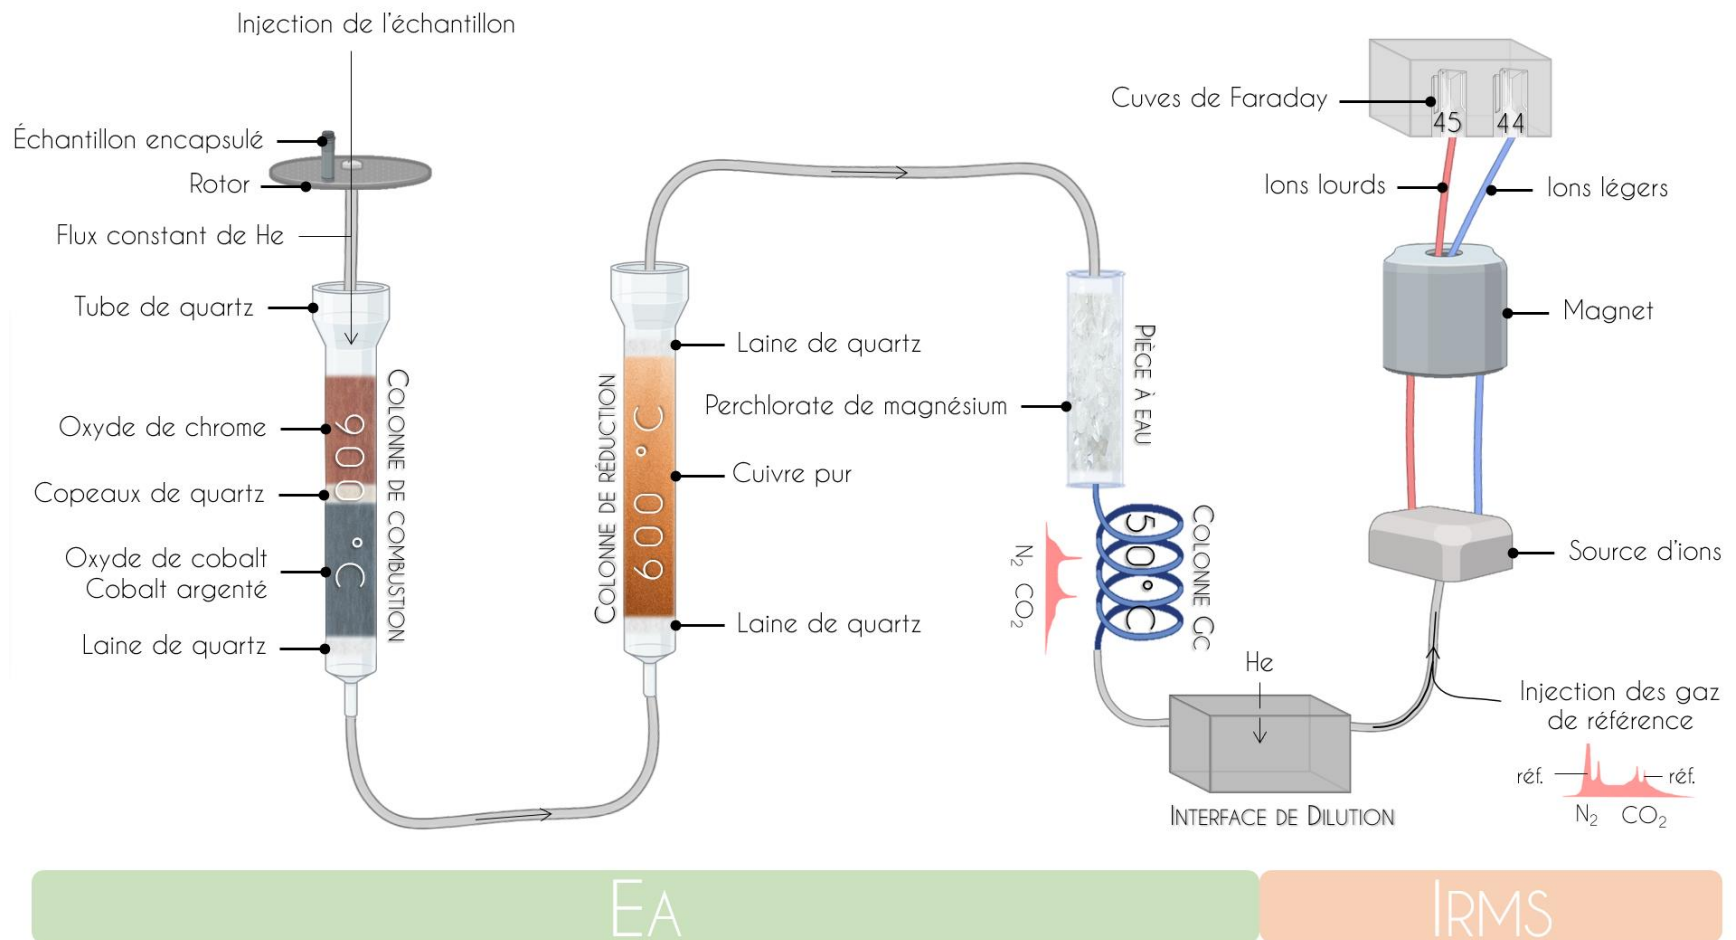 Injection de l'échantillon
Échantillon encapsulé
Rotor
Flux constant de He
Tube de quartz
Oxyde de chrome
Copeaux de quartz
Oxyde de cobalt
Cobalt argenté
Laine de quartz
900 °C
COLONNE DE COMBUSTION
COLONNE DE RÉDUCTION
600 °C
Laine de quartz
Perchlorate de magnésium
Cuivre pur
Laine de quartz
PIÈGE À EAU
N2 CO2
50°C
COLONNE GC
He
INTERFACE DE DILUTION
Cuves de Faraday
45 44
Ions lourds
Ions légers
Magnet
Source d'ions
Injection des gaz
de référence
réf. réf.
N2 CO2
EA
IRMS